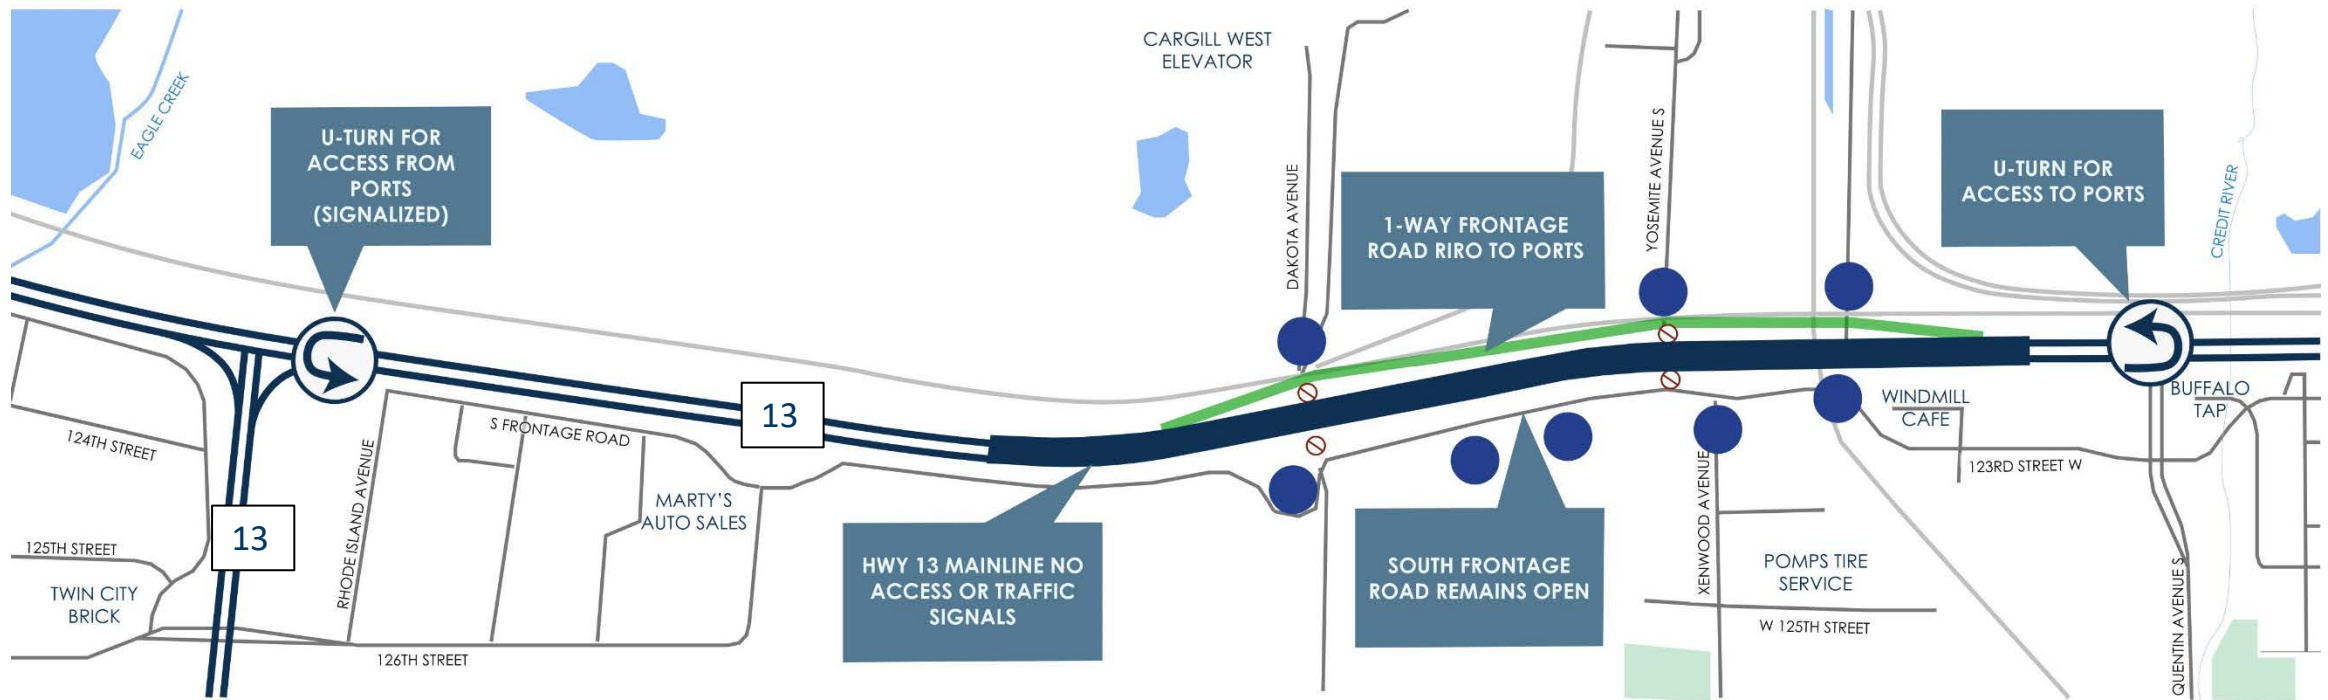 CARGILL WEST
ELEVATOR
EAGLE CREEK
U-TURN FOR
ACCESS FROM
PORTS
(SIGNALIZED)
DAKOTA AVENUE
1-WAY FRONTAGE
ROAD RIRO TO PORTS
YOSEMITE AVENUE S
U-TURN FOR
ACCESS TO PORTS
CREDIT RIVER
13
124TH STREET
S FRONTAGE ROAD
RHODE ISLAND AVENUE
MARTY'S
AUTO SALES
WINDMILL
CAFE
BUFFALO
TAP
123RD STREET W
13
125TH STREET
TWIN CITY
BRICK
126TH STREET
HWY 13 MAINLINE NO
ACCESS OR TRAFFIC
SIGNALS
SOUTH FRONTAGE
ROAD REMAINS OPEN
XENWOOD AVENUE
POMPS TIRE
SERVICE
W 125TH STREET
QUENTIN AVENUE S